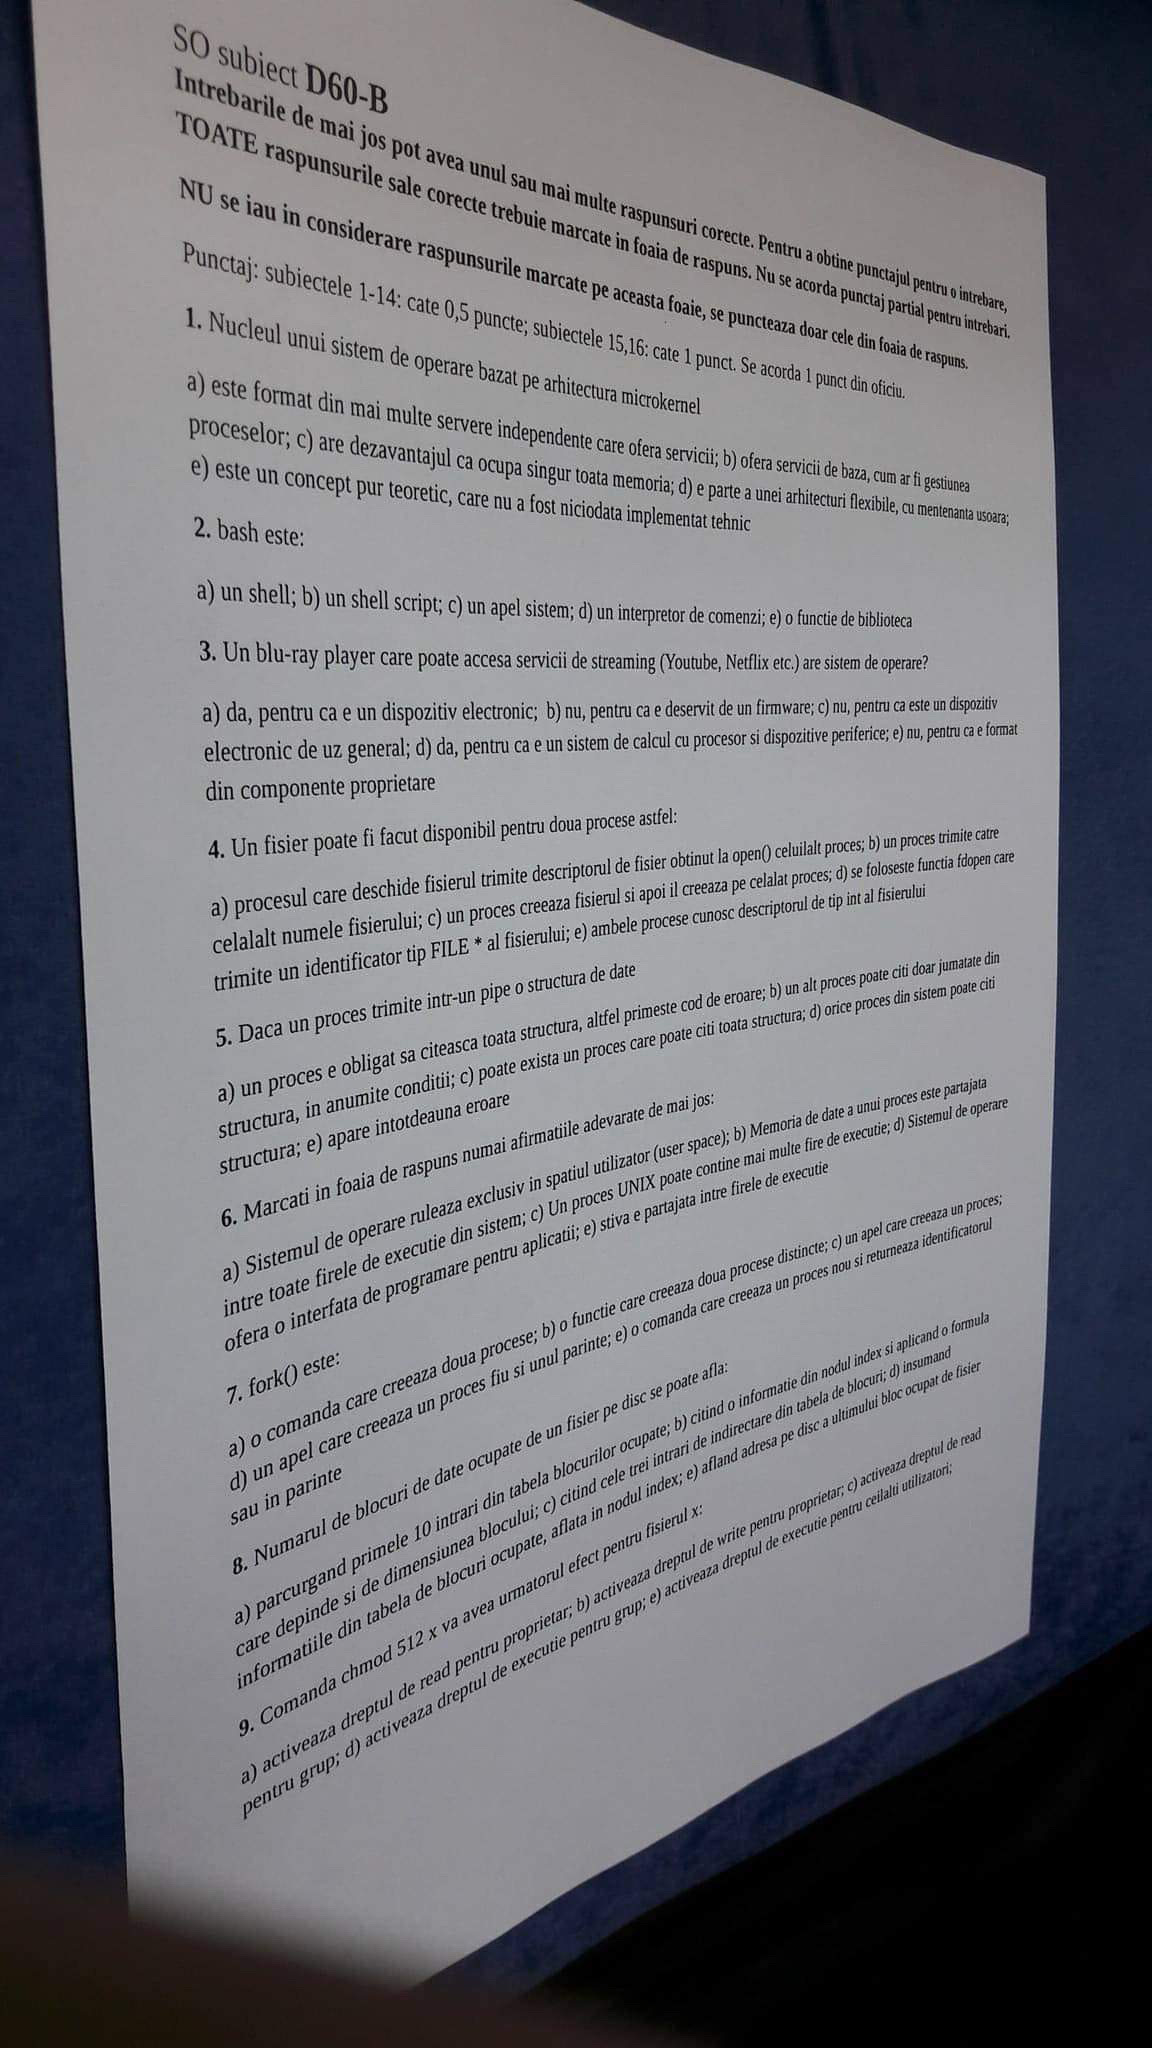 SO subiect D60-B
Intrebarile de mai jos pot avea unul sau mai multe raspunsuri corecte. Pentru a obtine punctajul pentru o intrebare,
TOATE raspunsurile sale corecte trebuie marcate in foaia de raspuns. Nu se acorda punctaj partial pentru intrebari.
NU se iau in considerare raspunsurile marcate pe aceasta foaie, se puncteaza doar cele din foaia de raspuns.
Punctaj: subiectele 1-14: cate 0,5 puncte; subiectele 15,16: cate 1 punct. Se acorda 1 punct din oficiu.
1. Nucleul unui sistem de operare bazat pe arhitectura microkernel
a) este format din mai multe servere independente care ofera servicii; b) ofera servicii de baza, cum ar fi gestiunea
proceselor; c) are dezavantajul ca ocupa singur toata memoria; d) e parte a unei arhitecturi flexibile, cu mentenanta usoara;
e) este un concept pur teoretic, care nu a fost niciodata implementat tehnic
2. bash este:
a) un shell; b) un shell script; c) un apel sistem; d) un interpretor de comenzi; e) o functie de biblioteca
3. Un blu-ray player care poate accesa servicii de streaming (Youtube, Netflix etc.) are sistem de operare?
a) da, pentru ca e un dispozitiv electronic; b) nu, pentru ca e deservit de un firmware; c) nu, pentru ca este un dispozitiv
electronic de uz general; d) da, pentru ca e un sistem de calcul cu procesor si dispozitive periferice; e) nu, pentru ca e format
din componente proprietare
4. Un fisier poate fi facut disponibil pentru doua procese astfel:
a) procesul care deschide fisierul trimite descriptorul de fisier obtinut la open() celuilalt proces; b) un proces trimite catre
celalalt numele fisierului; c) un proces creeaza fisierul si apoi il creeaza pe celalat proces; d) se foloseste functia fdopen care
trimite un identificator tip FILE * al fisierului; e) ambele procese cunosc descriptorul de tip int al fisierului
5. Daca un proces trimite intr-un pipe o structura de date
a) un proces e obligat sa citeasca toata structura, altfel primeste cod de eroare; b) un alt proces poate citi doar jumatate din
structura, in anumite conditii; c) poate exista un proces care poate citi toata structura; d) orice proces din sistem poate citi
structura; e) apare intotdeauna eroare
6. Marcati in foaia de raspuns numai afirmatiile adevarate de mai jos:
a) Sistemul de operare ruleaza exclusiv in spatiul utilizator (user space); b) Memoria de date a unui proces este partajata
intre toate firele de executie din sistem; c) Un proces UNIX poate contine mai multe fire de executie; d) Sistemul de operare
ofera o interfata de programare pentru aplicatii; e) stiva e partajata intre firele de executie
7. fork() este:
a) o comanda care creeaza doua procese; b) o functie care creeaza doua procese distincte; c) un apel care creeaza un proces;
d) un apel care creeaza un proces fiu si unul parinte; e) o comanda care creeaza un proces nou si returneaza identificatorul
sau in parinte
8. Numarul de blocuri de date ocupate de un fisier pe disc se poate afla:
a) parcurgand primele 10 intrari din tabela blocurilor ocupate; b) citind o informatie din nodul index si aplicand o formula
care depinde si de dimensiunea blocului; c) citind cele trei intrari de indirectare din tabela de blocuri; d) insumand
informatiile din tabela de blocuri ocupate, aflata in nodul index; e) afland adresa pe disc a ultimului bloc ocupat de fisier
9. Comanda chmod 512 x va avea urmatorul efect pentru fisierul x:
a) activeaza dreptul de read pentru proprietar; b) activeaza dreptul de write pentru proprietar; c) activeaza dreptul de read
pentru grup; d) activeaza dreptul de executie pentru grup; e) activeaza dreptul de executie pentru ceilalti utilizatori;